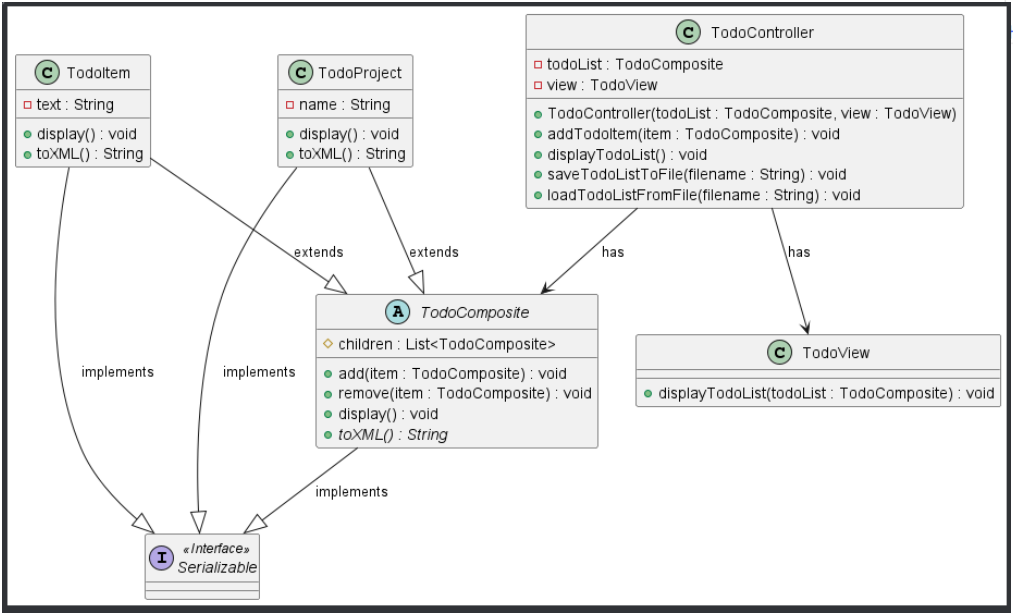 C TodoItem
text : String
display() : void
toXML() : String
C TodoProject
name : String
display() : void
toXML() : String
C TodoController
todoList : TodoComposite
view : TodoView
TodoController(todoList : TodoComposite, view : TodoView)
addTodoItem(item : TodoComposite) : void
displayTodoList() : void
saveTodoListToFile(filename : String) : void
loadTodoListFromFile(filename : String) : void
extends
extends
has
has
A TodoComposite
children : List<TodoComposite>
add(item : TodoComposite) : void
remove(item : TodoComposite) : void
display() : void
toXML() : String
C TodoView
displayTodoList(todoList : TodoComposite) : void
implements
implements
implements
I «Interface»
Serializable